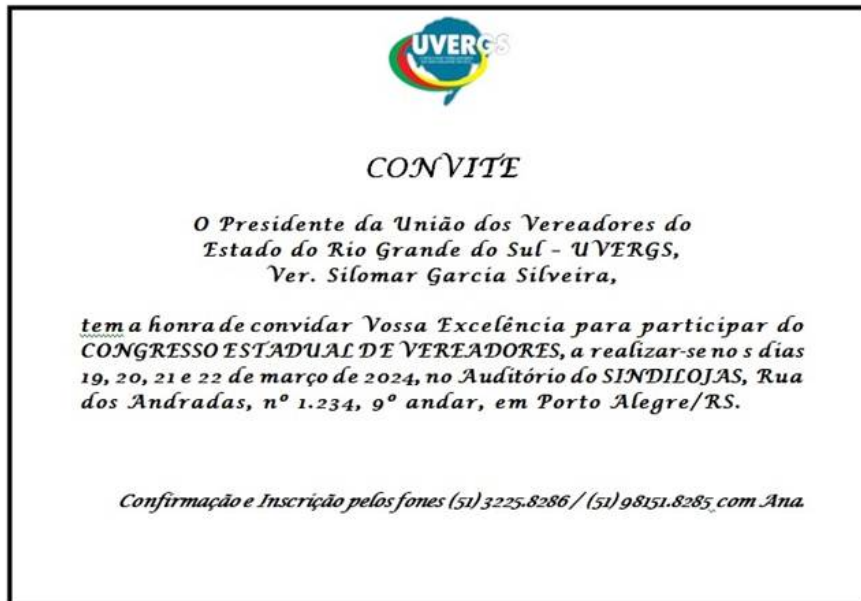 UVERGS
CONVITE
O Presidente da União dos Vereadores do
Estado do Rio Grande do Sul - UVERGS,
Ver. Silomar Garcia Silveira,
tem a honra de convidar Vossa Excelência para participar do
CONGRESSO ESTADUAL DE VEREADORES, a realizar-se no s dias
19, 20, 21 e 22 de março de 2024, no Auditório do SINDILOJAS, Rua
dos Andradas, nº 1.234, 9º andar, em Porto Alegre/RS.
Confirmação e Inscrição pelos fones (51) 3225.8286 / (51) 98151.8285 com Ana.